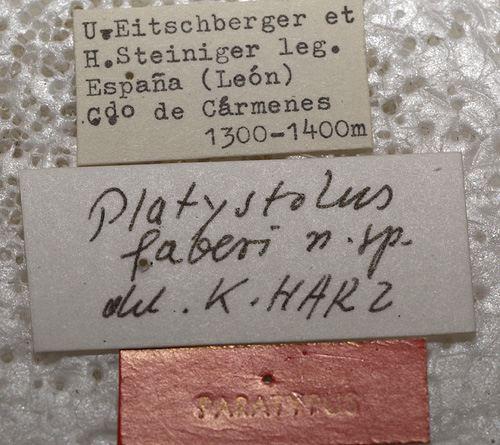 U.Eitschberger et
H.Steiniger leg.
España (León)
Cdo de Cármenes
1300-1400m
Platystolus
faberi n. sp.
det. K. HARZ
PARATYPUS